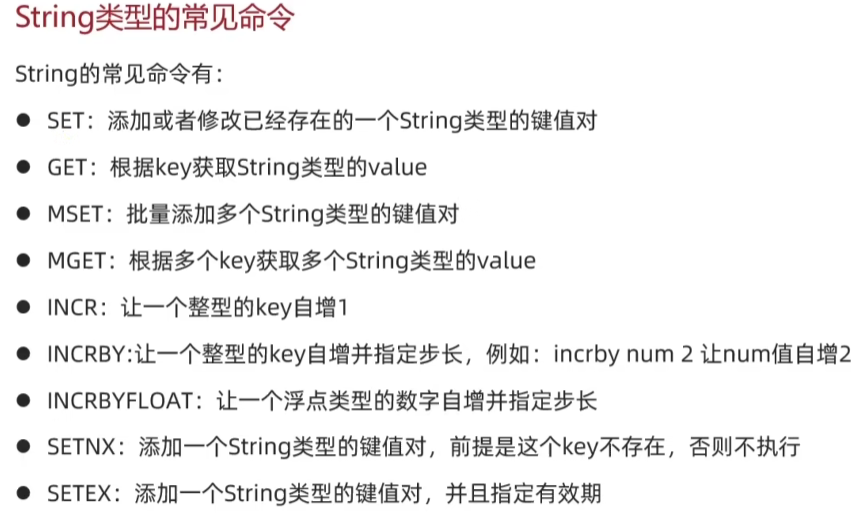 String类型的常见命令
String的常见命令有：
● SET：添加或者修改已经存在的一个String类型的键值对
● GET：根据key获取String类型的value
● MSET：批量添加多个String类型的键值对
● MGET：根据多个key获取多个String类型的value
● INCR：让一个整型的key自增1
● INCRBY:让一个整型的key自增并指定步长，例如：incrby num 2 让num值自增2
● INCRBYFLOAT：让一个浮点类型的数字自增并指定步长
● SETNX：添加一个String类型的键值对，前提是这个key不存在，否则不执行
● SETEX：添加一个String类型的键值对，并且指定有效期